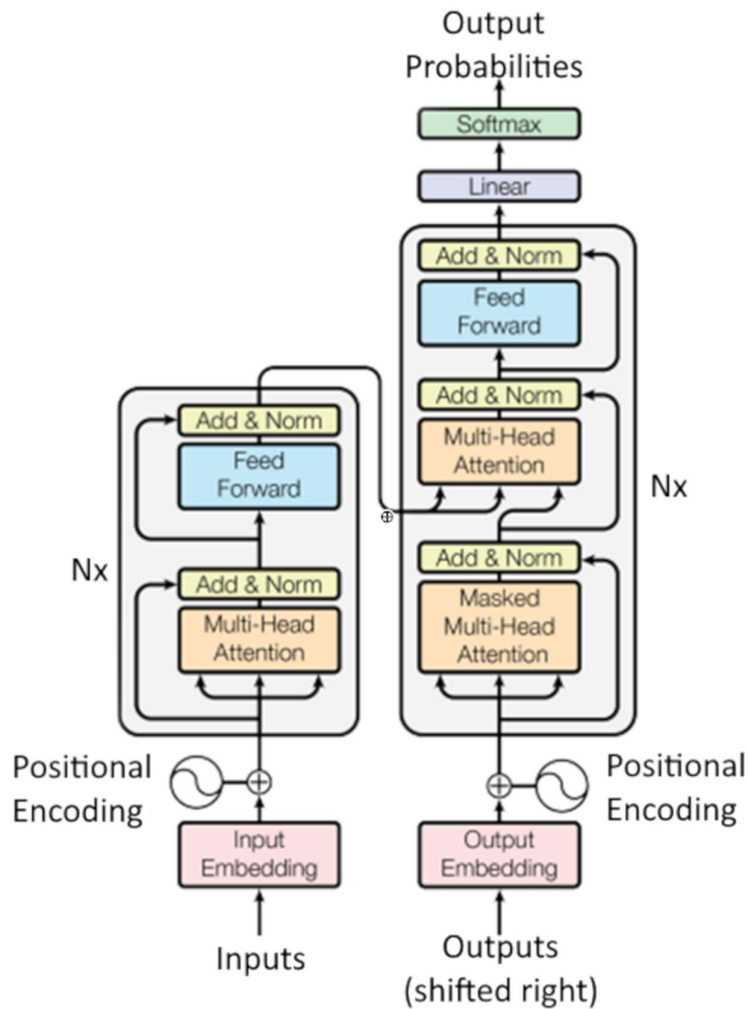 Output
Probabilities
Softmax
Linear
Add & Norm
Feed
Forward
Add & Norm
Multi-Head
Attention
Nx
Add & Norm
Masked
Multi-Head
Attention
Add & Norm
Feed
Forward
Nx
Add & Norm
Multi-Head
Attention
Positional
Encoding
Positional
Encoding
Input
Embedding
Output
Embedding
Inputs
Outputs
(shifted right)